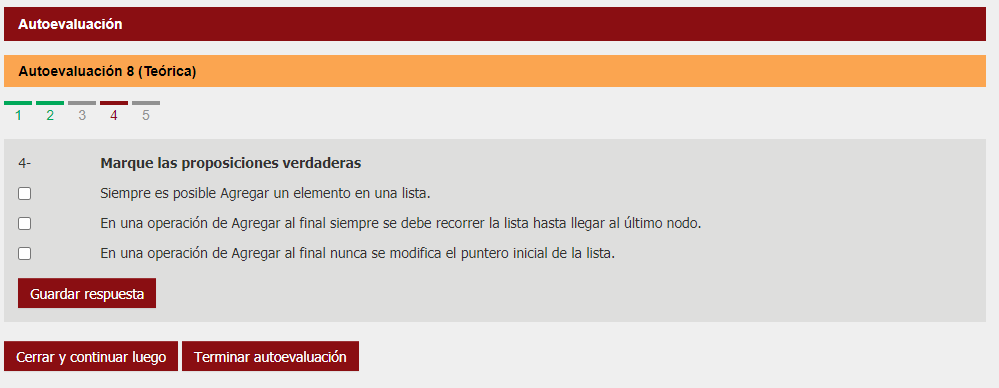 Autoevaluación
Autoevaluación 8 (Teórica)
1 2 3 4 5
4- Marque las proposiciones verdaderas
Siempre es posible Agregar un elemento en una lista.
En una operación de Agregar al final siempre se debe recorrer la lista hasta llegar al último nodo.
En una operación de Agregar al final nunca se modifica el puntero inicial de la lista.
Guardar respuesta
Cerrar y continuar luego Terminar autoevaluación